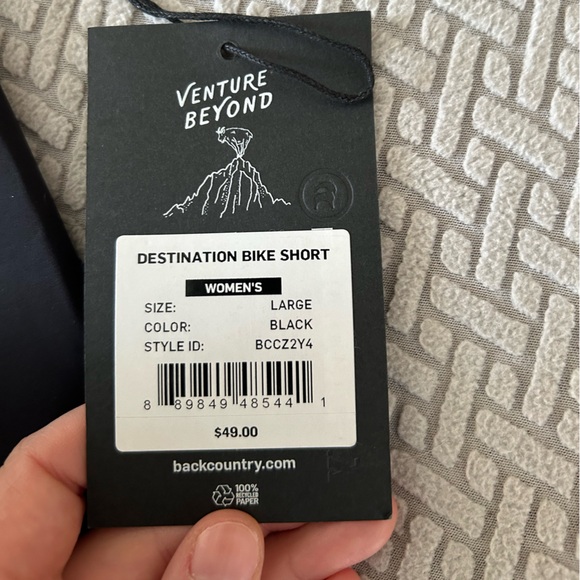 VENTURE
BEYOND
DESTINATION BIKE SHORT
WOMEN'S
SIZE: LARGE
COLOR: BLACK
STYLE ID: BCCZ2Y4
8 89849 48544 1
$49.00
backcountry.com
100%
RECYCLED
PAPER